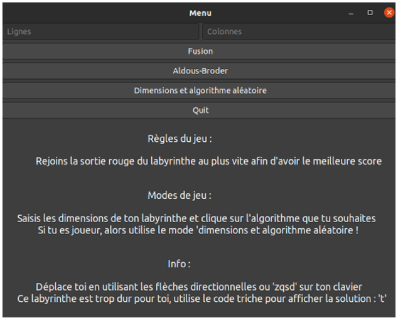 Menu
Lignes
Colonnes
Fusion
Aldous-Broder
Dimensions et algorithme aléatoire
Quit
Règles du jeu :
Rejoins la sortie rouge du labyrinthe au plus vite afin d'avoir le meilleure score
Modes de jeu :
Saisis les dimensions de ton labyrinthe et clique sur l'algorithme que tu souhaites
Si tu es joueur, alors utilise le mode 'dimensions et algorithme aléatoire !
Info :
Déplace toi en utilisant les flèches directionnelles ou 'zqsd' sur ton clavier
Ce labyrinthe est trop dur pour toi, utilise le code triche pour afficher la solution : 't'